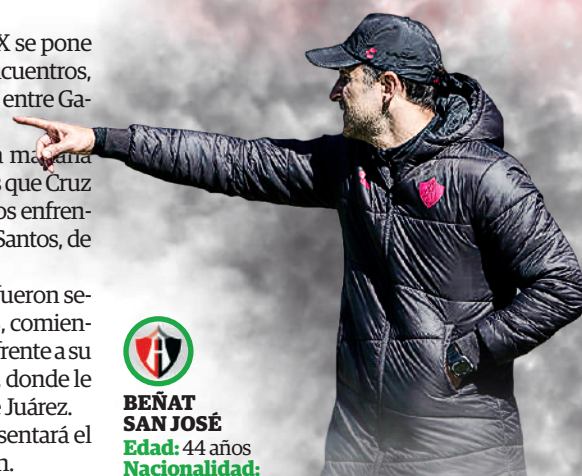 X se pone
cuentros,
entre Ga-
mañana
s que Cruz
os enfren-
Santos, de
fueron se-
, comien-
frente a su
, donde le
e Juárez.
sentará el
n.
BEÑAT
SAN JOSÉ
Edad: 44 años
Nacionalidad: